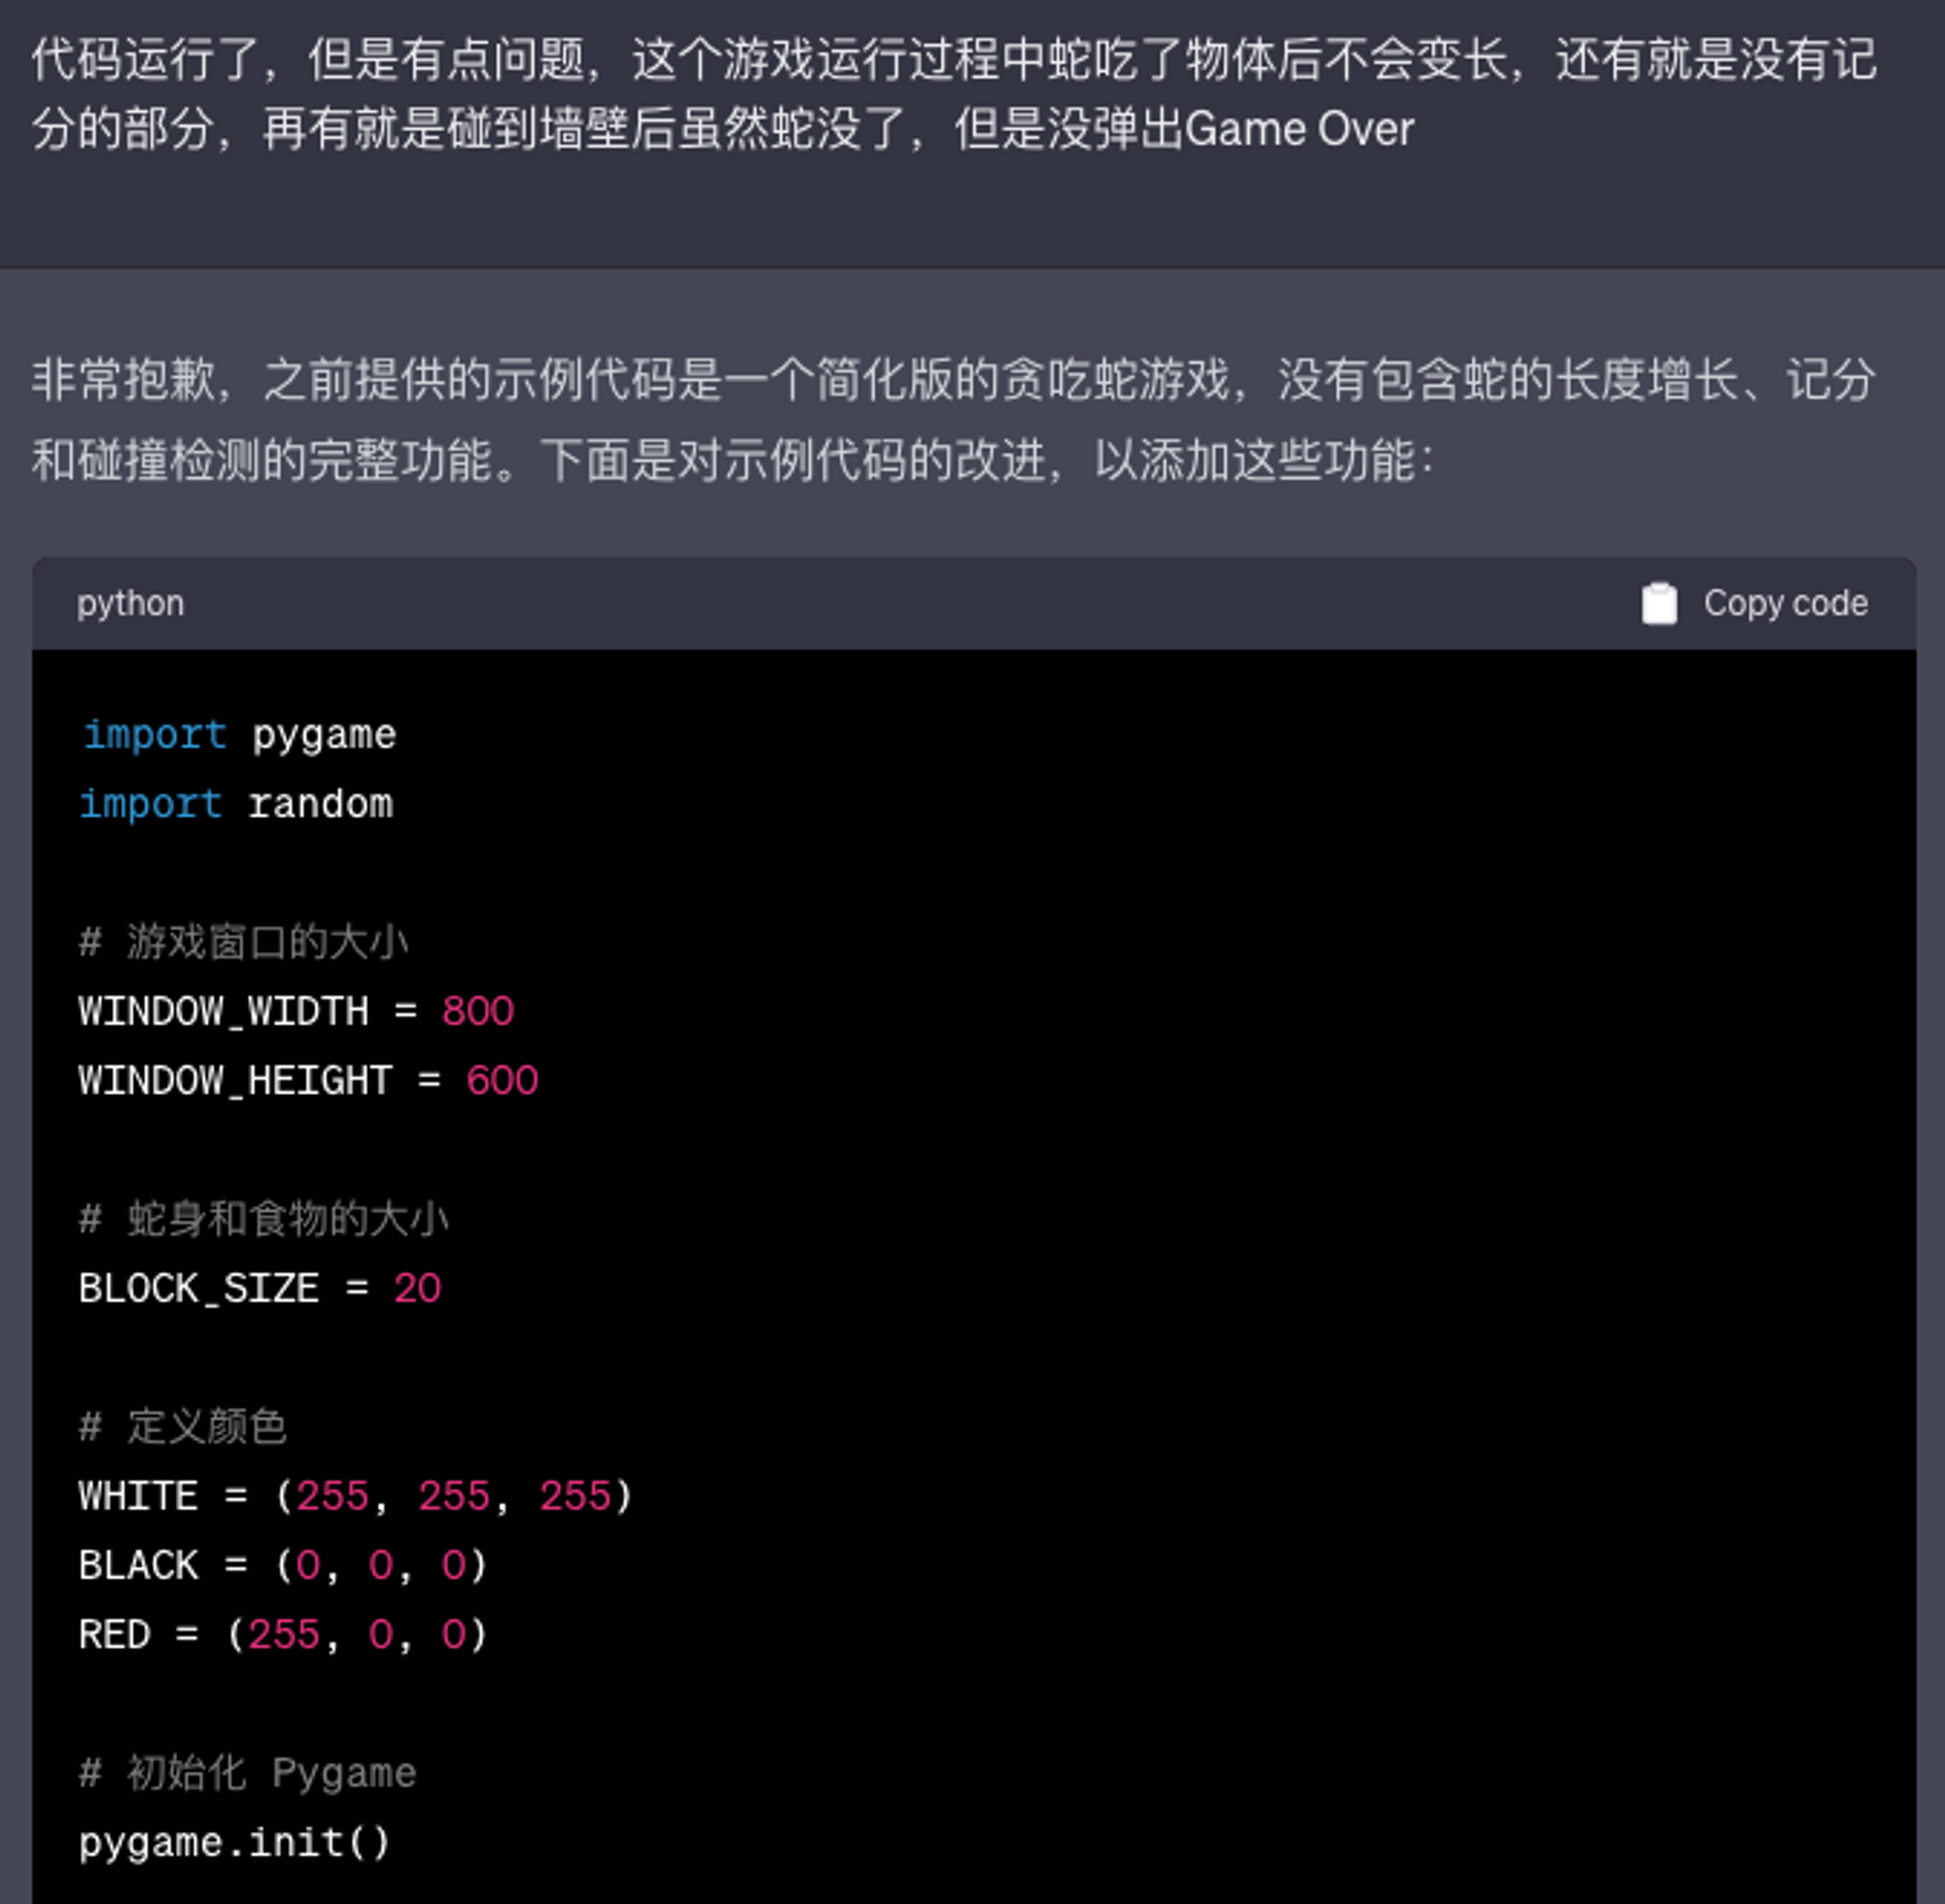 代码运行了，但是有点问题，这个游戏运行过程中蛇吃了物体后不会变长，还有就是没有记
分的部分，再有就是碰到墙壁后虽然蛇没了，但是没弹出Game Over
非常抱歉，之前提供的示例代码是一个简化版的贪吃蛇游戏，没有包含蛇的长度增长、记分
和碰撞检测的完整功能。下面是对示例代码的改进，以添加这些功能：
python Copy code
import pygame
import random
# 游戏窗口的大小
WINDOW_WIDTH = 800
WINDOW_HEIGHT = 600
# 蛇身和食物的大小
BLOCK_SIZE = 20
# 定义颜色
WHITE = (255, 255, 255)
BLACK = (0, 0, 0)
RED = (255, 0, 0)
# 初始化 Pygame
pygame.init()